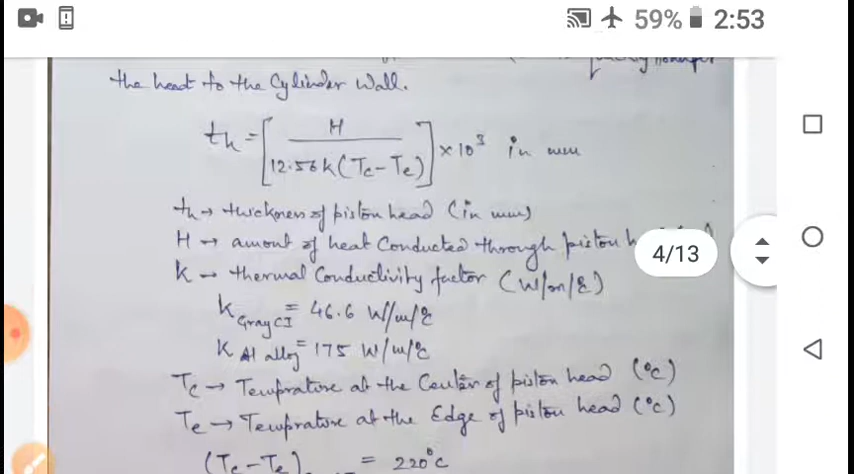 59% 2:53
the heat to the Cylinder Wall.
th = [ H / 12.56 k (Tc - Te) ] × 10³ in mm
th → thickness of piston head (in mm)
H → amount of heat Conducted through piston
4/13
k → thermal Conductivity factor (W/m/°C)
k Gray CI = 46.6 W/m/°C
k Al alloy = 175 W/m/°C
Tc → Temprature at the Center of piston head (°C)
Te → Temprature at the Edge of piston head (°C)
(Tc - Te) = 220°C